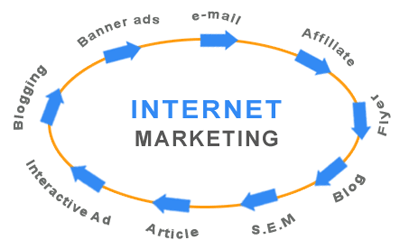 Banner ads
e-mail
Affiliate
Flyer
Blog
S.E.M
Article
Interactive Ad
Blogging
INTERNET
MARKETING